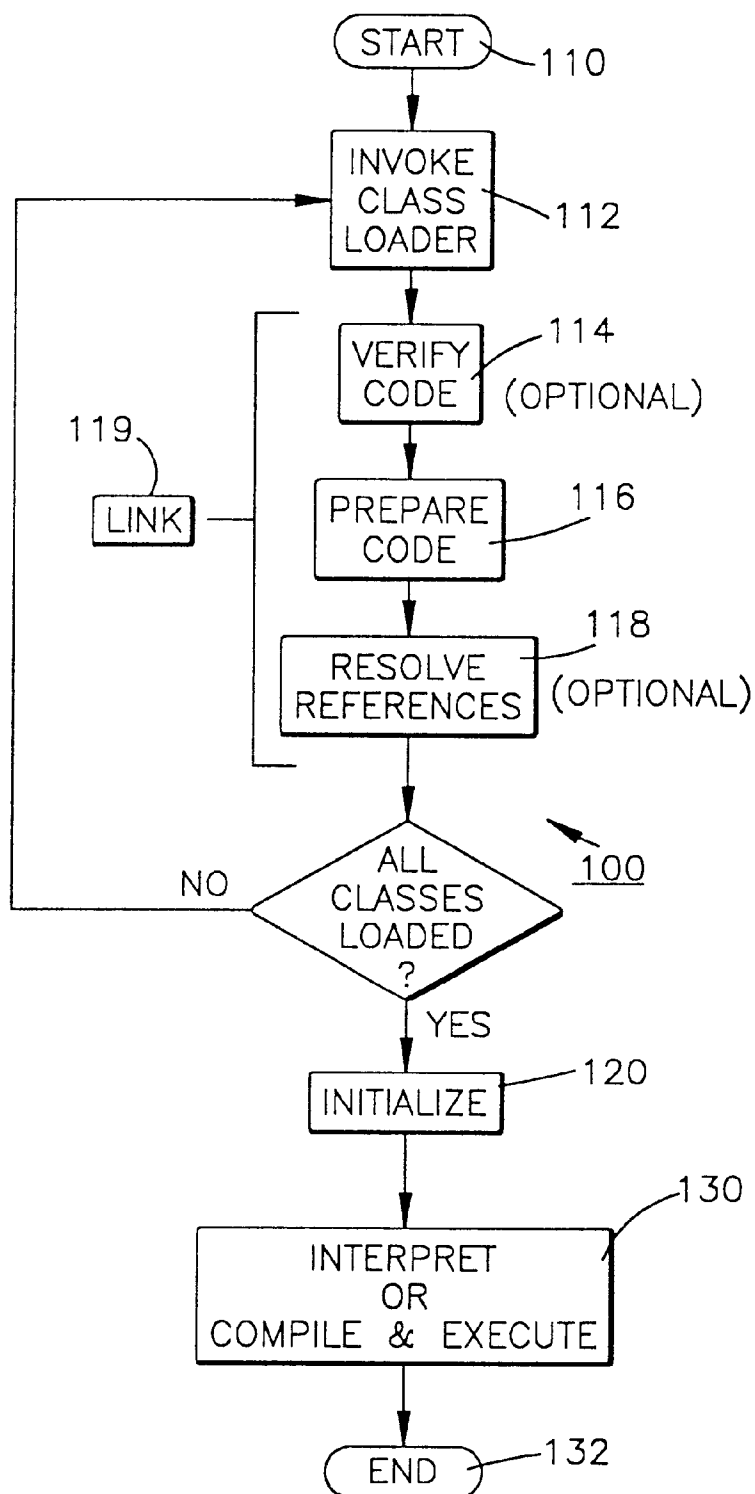 START
110
INVOKE
CLASS
LOADER
112
VERIFY
CODE
114
(OPTIONAL)
119
LINK
PREPARE
CODE
116
RESOLVE
REFERENCES
118
(OPTIONAL)
100
NO
ALL
CLASSES
LOADED
?
YES
INITIALIZE
120
130
INTERPRET
OR
COMPILE & EXECUTE
END
132